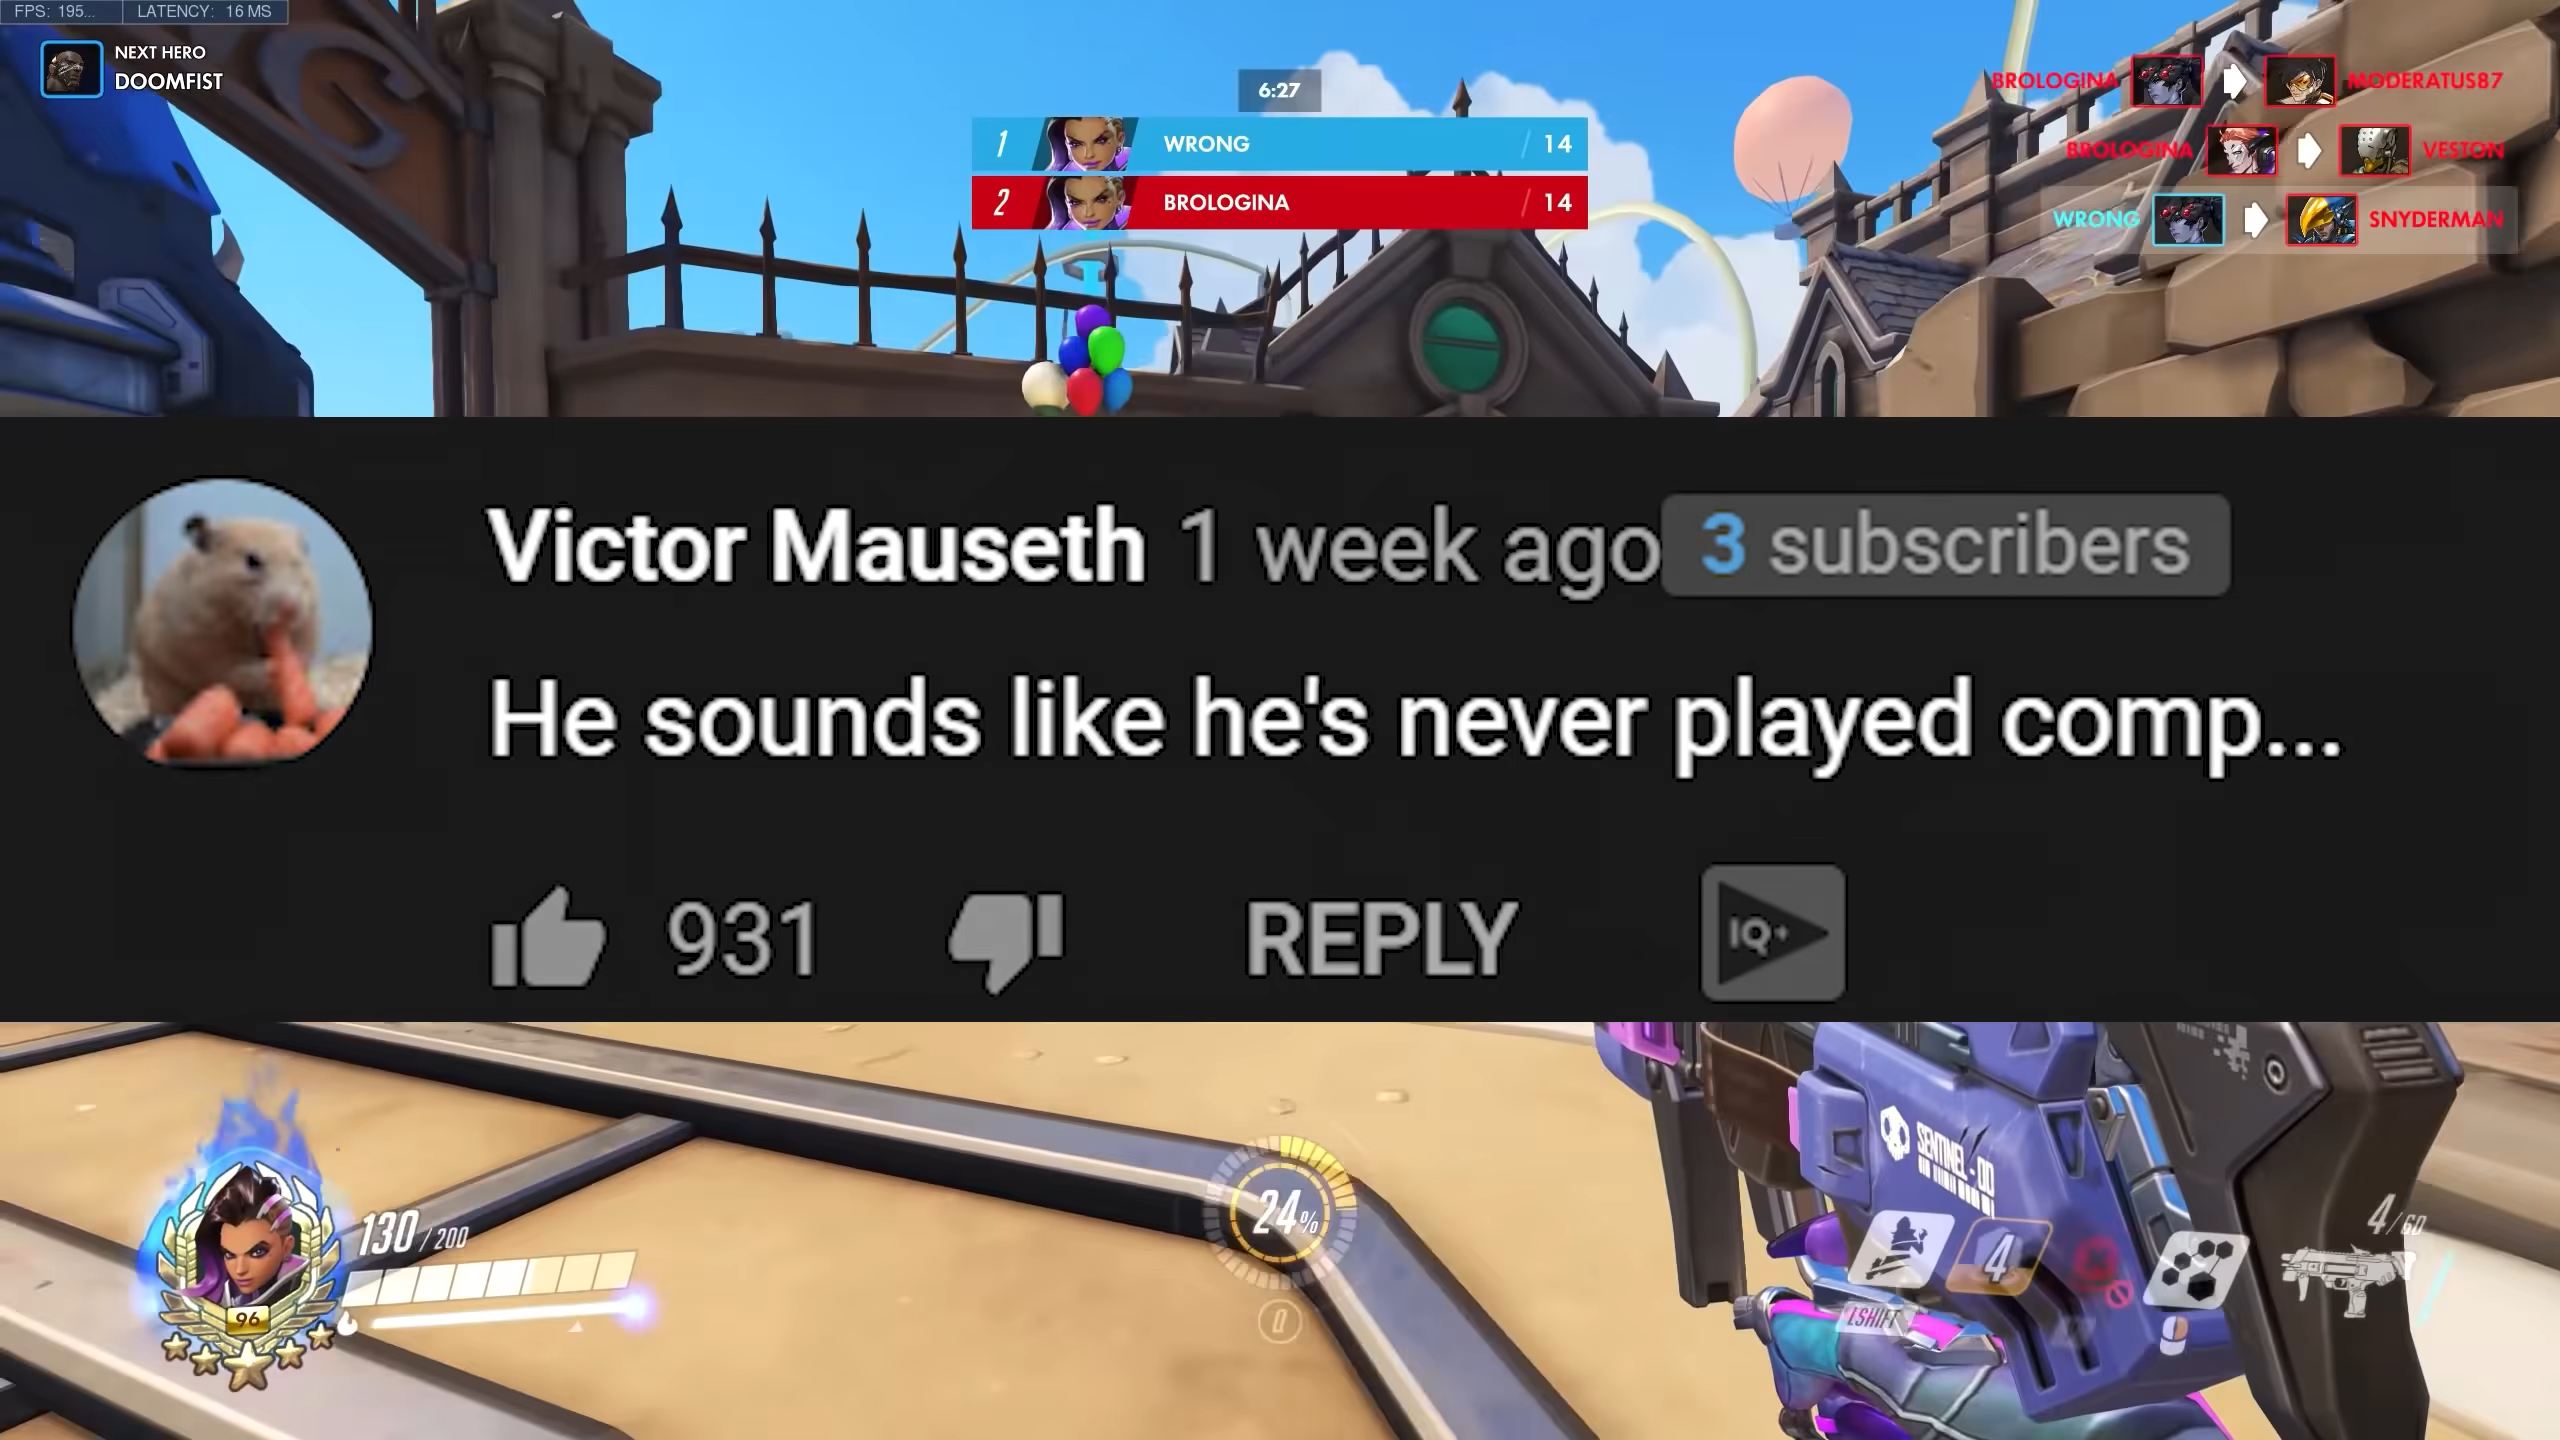 FPS: 195... LATENCY: 16 MS
NEXT HERO
DOOMFIST
6:27
1 WRONG / 14
2 BROLOGINA / 14
BROLOGINA MODERATUS87
BROLOGINA VESTON
WRONG SNYDERMAN
Victor Mauseth 1 week ago 3 subscribers
He sounds like he's never played comp...
931 REPLY IQ+
SENTINEL-OD
130 / 200
96
24%
Q
4
LSHIFT
4/60